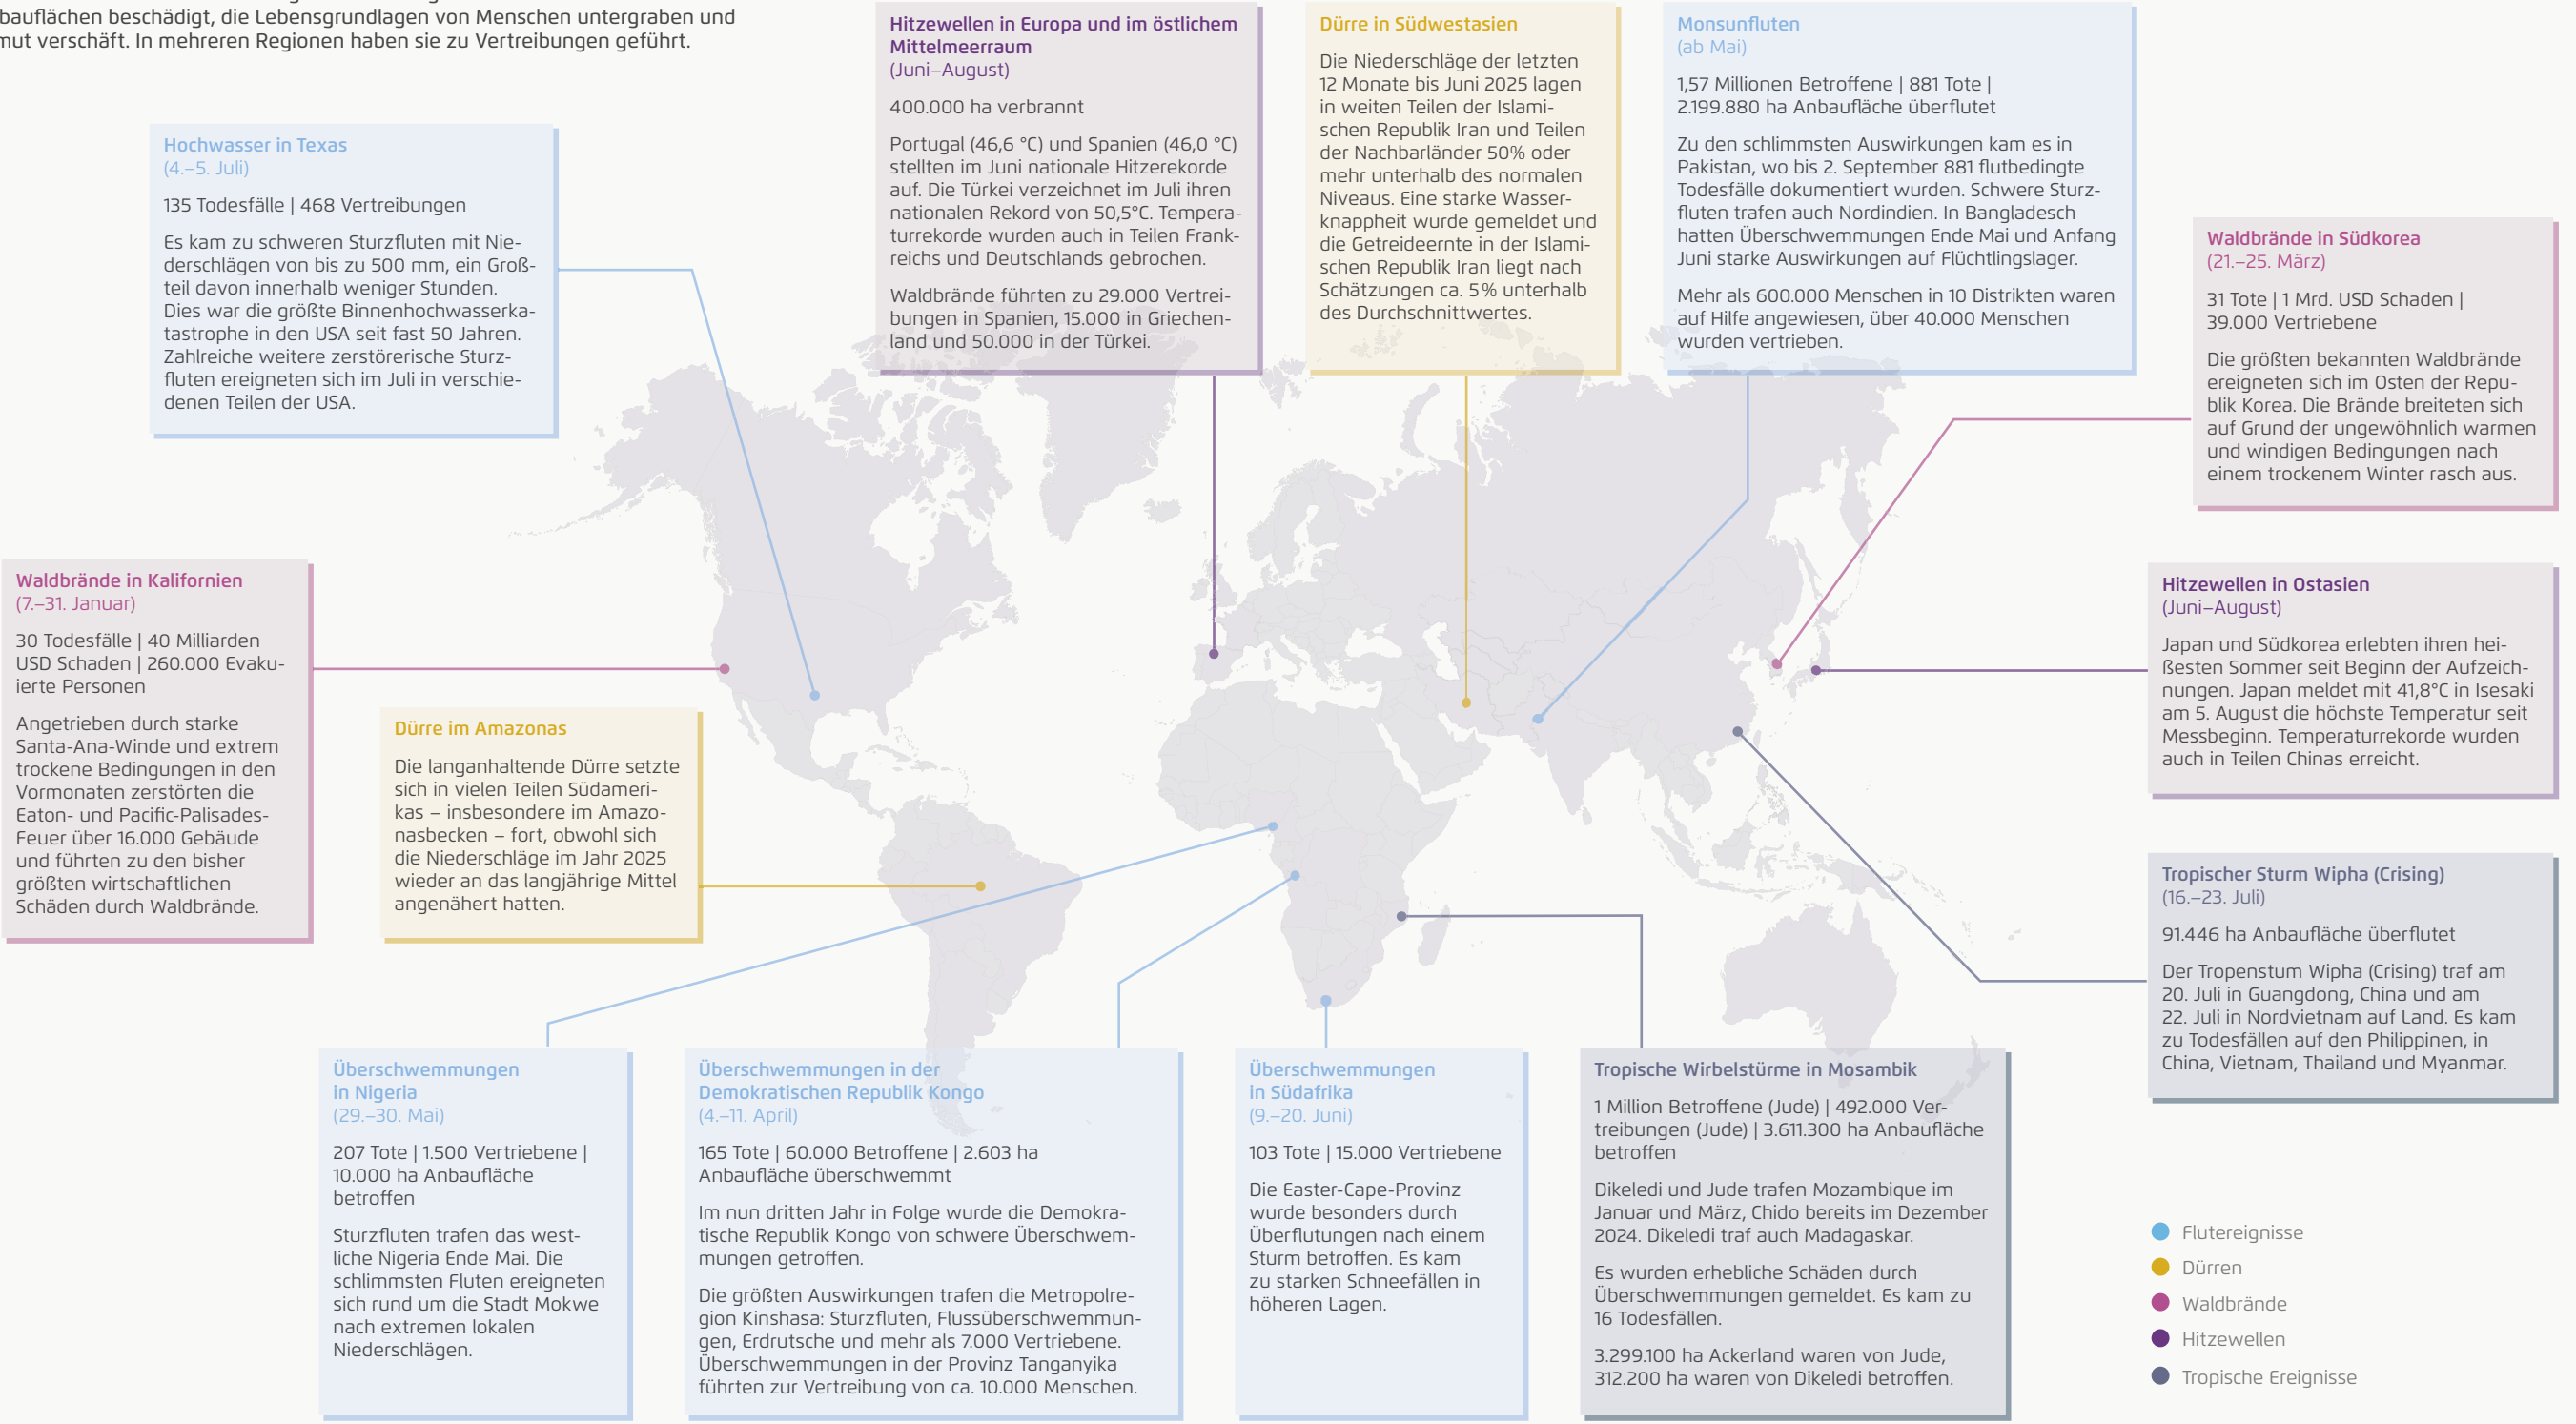 bauflächen beschädigt, die Lebensgrundlagen von Menschen untergraben und
mut verschäft. In mehreren Regionen haben sie zu Vertreibungen geführt.
Hochwasser in Texas
(4.–5. Juli)
135 Todesfälle | 468 Vertreibungen
Es kam zu schweren Sturzfluten mit Nie-
derschlägen von bis zu 500 mm, ein Groß-
teil davon innerhalb weniger Stunden.
Dies war die größte Binnenhochwasserka-
tastrophe in den USA seit fast 50 Jahren.
Zahlreiche weitere zerstörerische Sturz-
fluten ereigneten sich im Juli in verschie-
denen Teilen der USA.
Hitzewellen in Europa und im östlichem
Mittelmeerraum
(Juni–August)
400.000 ha verbrannt
Portugal (46,6 °C) und Spanien (46,0 °C)
stellten im Juni nationale Hitzerekorde
auf. Die Türkei verzeichnet im Juli ihren
nationalen Rekord von 50,5°C. Tempera-
turrekorde wurden auch in Teilen Frank-
reichs und Deutschlands gebrochen.
Waldbrände führten zu 29.000 Vertrei-
bungen in Spanien, 15.000 in Griechen-
land und 50.000 in der Türkei.
Dürre in Südwestasien
Die Niederschläge der letzten
12 Monate bis Juni 2025 lagen
in weiten Teilen der Islami-
schen Republik Iran und Teilen
der Nachbarländer 50% oder
mehr unterhalb des normalen
Niveaus. Eine starke Wasser-
knappheit wurde gemeldet und
die Getreideernte in der Islami-
schen Republik Iran liegt nach
Schätzungen ca. 5% unterhalb
des Durchschnittwertes.
Monsunfluten
(ab Mai)
1,57 Millionen Betroffene | 881 Tote |
2.199.880 ha Anbaufläche überflutet
Zu den schlimmsten Auswirkungen kam es in
Pakistan, wo bis 2. September 881 flutbedingte
Todesfälle dokumentiert wurden. Schwere Sturz-
fluten trafen auch Nordindien. In Bangladesch
hatten Überschwemmungen Ende Mai und Anfang
Juni starke Auswirkungen auf Flüchtlingslager.
Mehr als 600.000 Menschen in 10 Distrikten waren
auf Hilfe angewiesen, über 40.000 Menschen
wurden vertrieben.
Waldbrände in Südkorea
(21.–25. März)
31 Tote | 1 Mrd. USD Schaden |
39.000 Vertriebene
Die größten bekannten Waldbrände
ereigneten sich im Osten der Repu-
blik Korea. Die Brände breiteten sich
auf Grund der ungewöhnlich warmen
und windigen Bedingungen nach
einem trockenem Winter rasch aus.
Waldbrände in Kalifornien
(7.–31. Januar)
30 Todesfälle | 40 Milliarden
USD Schaden | 260.000 Evaku-
ierte Personen
Angetrieben durch starke
Santa-Ana-Winde und extrem
trockene Bedingungen in den
Vormonaten zerstörten die
Eaton- und Pacific-Palisades-
Feuer über 16.000 Gebäude
und führten zu den bisher
größten wirtschaftlichen
Schäden durch Waldbrände.
Dürre im Amazonas
Die langanhaltende Dürre setzte
sich in vielen Teilen Südameri-
kas – insbesondere im Amazo-
nasbecken – fort, obwohl sich
die Niederschläge im Jahr 2025
wieder an das langjährige Mittel
angenähert hatten.
Hitzewellen in Ostasien
(Juni–August)
Japan und Südkorea erlebten ihren hei-
ßesten Sommer seit Beginn der Aufzeich-
nungen. Japan meldet mit 41,8°C in Isesaki
am 5. August die höchste Temperatur seit
Messbeginn. Temperaturrekorde wurden
auch in Teilen Chinas erreicht.
Tropischer Sturm Wipha (Crising)
(16.–23. Juli)
91.446 ha Anbaufläche überflutet
Der Tropenstum Wipha (Crising) traf am
20. Juli in Guangdong, China und am
22. Juli in Nordvietnam auf Land. Es kam
zu Todesfällen auf den Philippinen, in
China, Vietnam, Thailand und Myanmar.
Überschwemmungen
in Nigeria
(29.–30. Mai)
207 Tote | 1.500 Vertriebene |
10.000 ha Anbaufläche
betroffen
Sturzfluten trafen das west-
liche Nigeria Ende Mai. Die
schlimmsten Fluten ereigneten
sich rund um die Stadt Mokwe
nach extremen lokalen
Niederschlägen.
Überschwemmungen in der
Demokratischen Republik Kongo
(4.–11. April)
165 Tote | 60.000 Betroffene | 2.603 ha
Anbaufläche überschwemmt
Im nun dritten Jahr in Folge wurde die Demokra-
tische Republik Kongo von schwere Überschwem-
mungen getroffen.
Die größten Auswirkungen trafen die Metropolre-
gion Kinshasa: Sturzfluten, Flussüberschwemmun-
gen, Erdrutsche und mehr als 7.000 Vertriebene.
Überschwemmungen in der Provinz Tanganyika
führten zur Vertreibung von ca. 10.000 Menschen.
Überschwemmungen
in Südafrika
(9.–20. Juni)
103 Tote | 15.000 Vertriebene
Die Easter-Cape-Provinz
wurde besonders durch
Überflutungen nach einem
Sturm betroffen. Es kam
zu starken Schneefällen in
höheren Lagen.
Tropische Wirbelstürme in Mosambik
1 Million Betroffene (Jude) | 492.000 Ver-
treibungen (Jude) | 3.611.300 ha Anbaufläche
betroffen
Dikeledi und Jude trafen Mozambique im
Januar und März, Chido bereits im Dezember
2024. Dikeledi traf auch Madagaskar.
Es wurden erhebliche Schäden durch
Überschwemmungen gemeldet. Es kam zu
16 Todesfällen.
3.299.100 ha Ackerland waren von Jude,
312.200 ha waren von Dikeledi betroffen.
Flutereignisse
Dürren
Waldbrände
Hitzewellen
Tropische Ereignisse